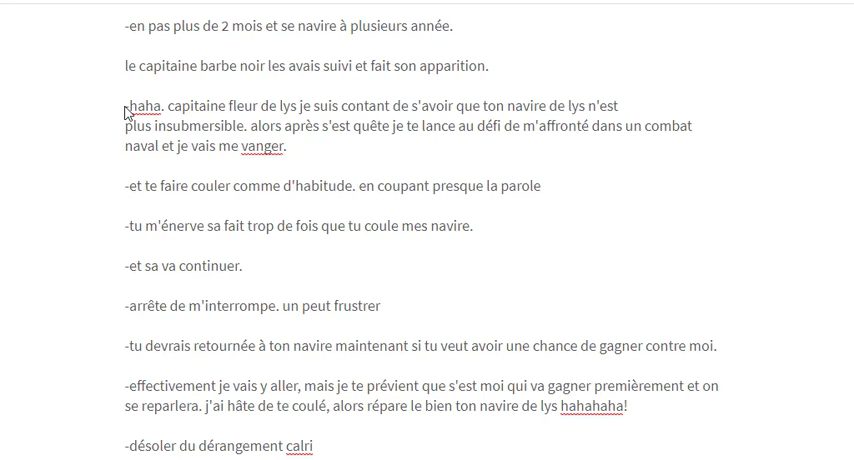 -en pas plus de 2 mois et se navire à plusieurs année.
le capitaine barbe noir les avais suivi et fait son apparition.
-haha. capitaine fleur de lys je suis contant de s'avoir que ton navire de lys n'est
plus insubmersible. alors après s'est quête je te lance au défi de m'affronté dans un combat
naval et je vais me vanger.
-et te faire couler comme d'habitude. en coupant presque la parole
-tu m'énerve sa fait trop de fois que tu coule mes navire.
-et sa va continuer.
-arrête de m'interrompe. un peut frustrer
-tu devrais retournée à ton navire maintenant si tu veut avoir une chance de gagner contre moi.
-effectivement je vais y aller, mais je te prévient que s'est moi qui va gagner premièrement et on
se reparlera. j'ai hâte de te coulé, alors répare le bien ton navire de lys hahahaha!
-désoler du dérangement calri